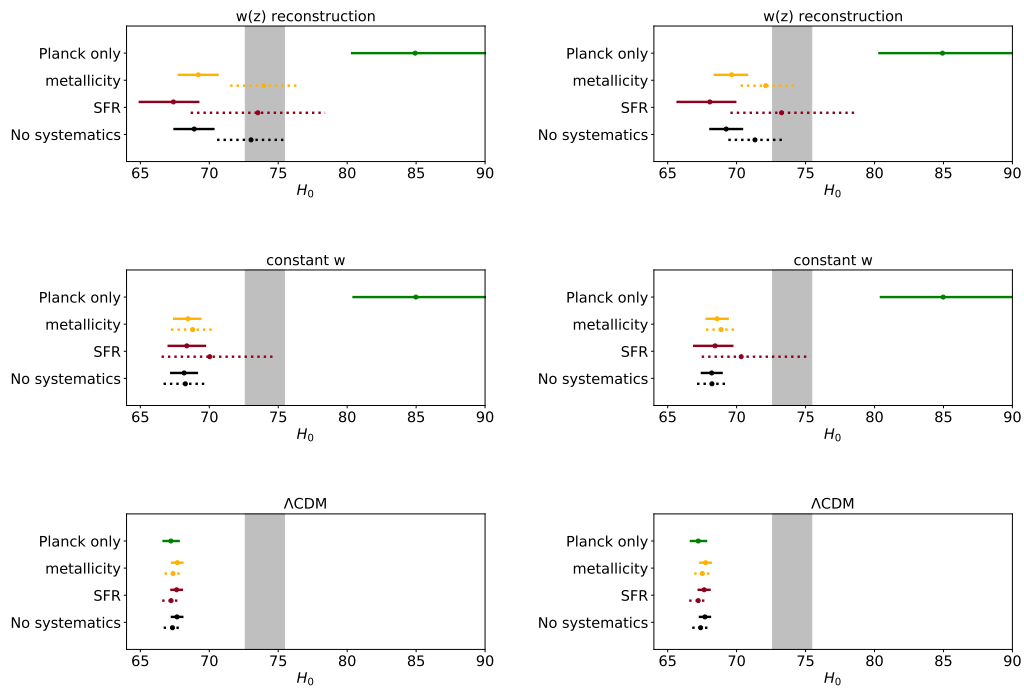 w(z) reconstruction
Planck only
metallicity
SFR
No systematics
65 70 75 80 85 90
H0
w(z) reconstruction
Planck only
metallicity
SFR
No systematics
65 70 75 80 85 90
H0
constant w
Planck only
metallicity
SFR
No systematics
65 70 75 80 85 90
H0
constant w
Planck only
metallicity
SFR
No systematics
65 70 75 80 85 90
H0
ΛCDM
Planck only
metallicity
SFR
No systematics
65 70 75 80 85 90
H0
ΛCDM
Planck only
metallicity
SFR
No systematics
65 70 75 80 85 90
H0